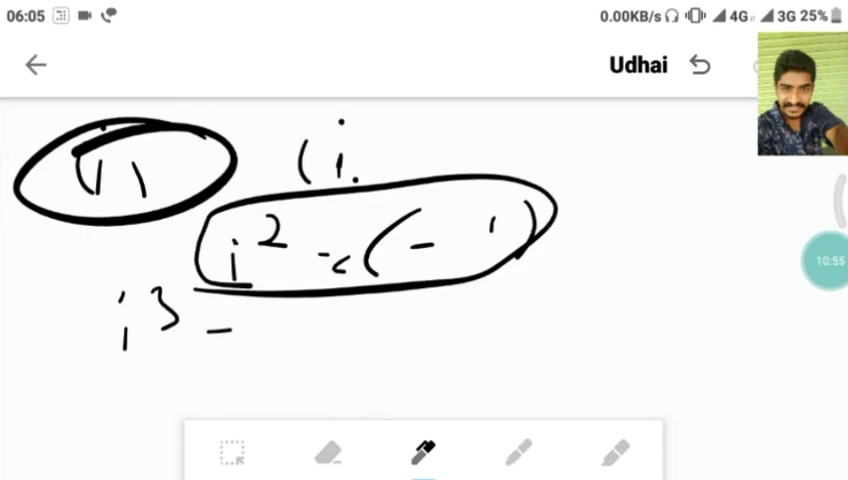 06:05 0.00KB/s 4G 3G 25%
Udhai
(i)
(i.
i² = (-1)
i³ =
10:55